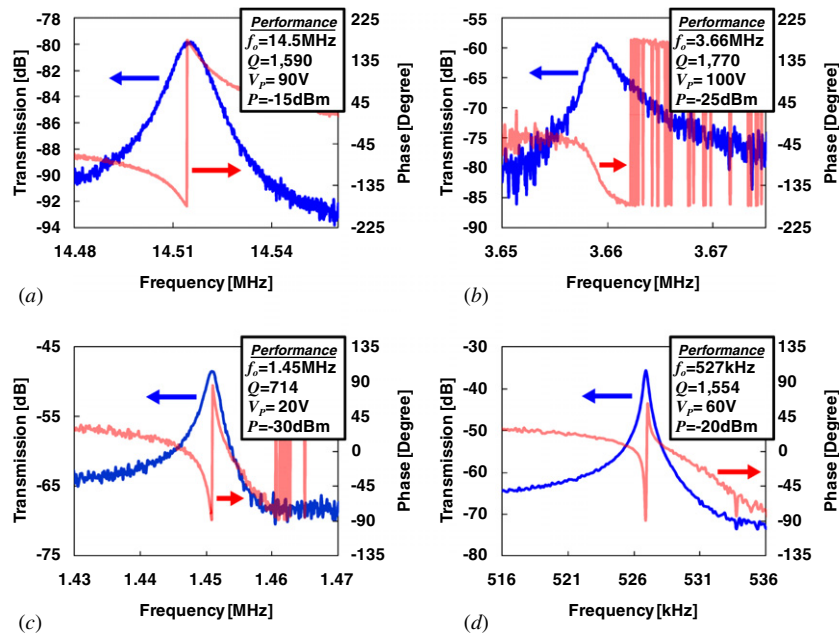 -78
-80
-82
-84
-86
-88
-90
-92
-94
Transmission [dB]
225
135
45
-45
-135
-225
Phase [Degree]
Performance
fo=14.5MHz
Q=1,590
VP=90V
P=-15dBm
14.48
14.51
14.54
Frequency [MHz]
(a)
-55
-60
-65
-70
-75
-80
-85
-90
Transmission [dB]
225
135
45
-45
-135
-225
Phase [Degree]
Performance
fo=3.66MHz
Q=1,770
VP=100V
P=-25dBm
3.65
3.66
3.67
Frequency [MHz]
(b)
-45
-55
-65
-75
Transmission [dB]
135
90
45
0
-45
-90
-135
Phase [Degree]
Performance
fo=1.45MHz
Q=714
VP=20V
P=-30dBm
1.43
1.44
1.45
1.46
1.47
Frequency [MHz]
(c)
-30
-40
-50
-60
-70
-80
Transmission [dB]
135
90
45
0
-45
-90
-135
Phase [Degree]
Performance
fo=527kHz
Q=1,554
VP=60V
P=-20dBm
516
521
526
531
536
Frequency [kHz]
(d)